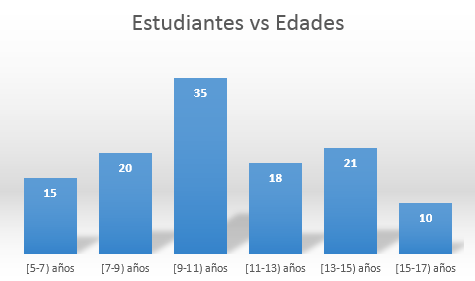 Estudiantes vs Edades
15
20
35
18
21
10
[5-7) años
[7-9) años
[9-11) años
[11-13) años
[13-15) años
[15-17) años